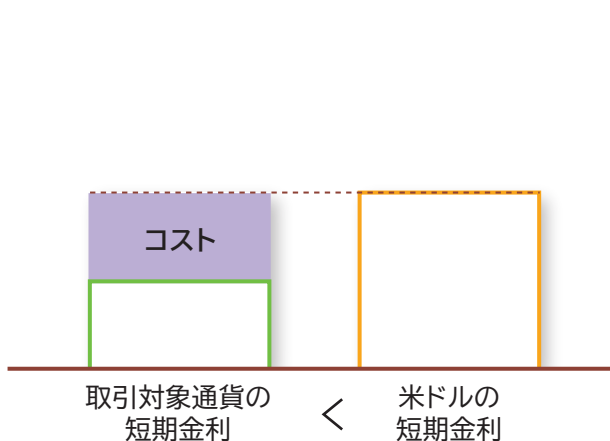 コスト
取引対象通貨の
短期金利
<
米ドルの
短期金利